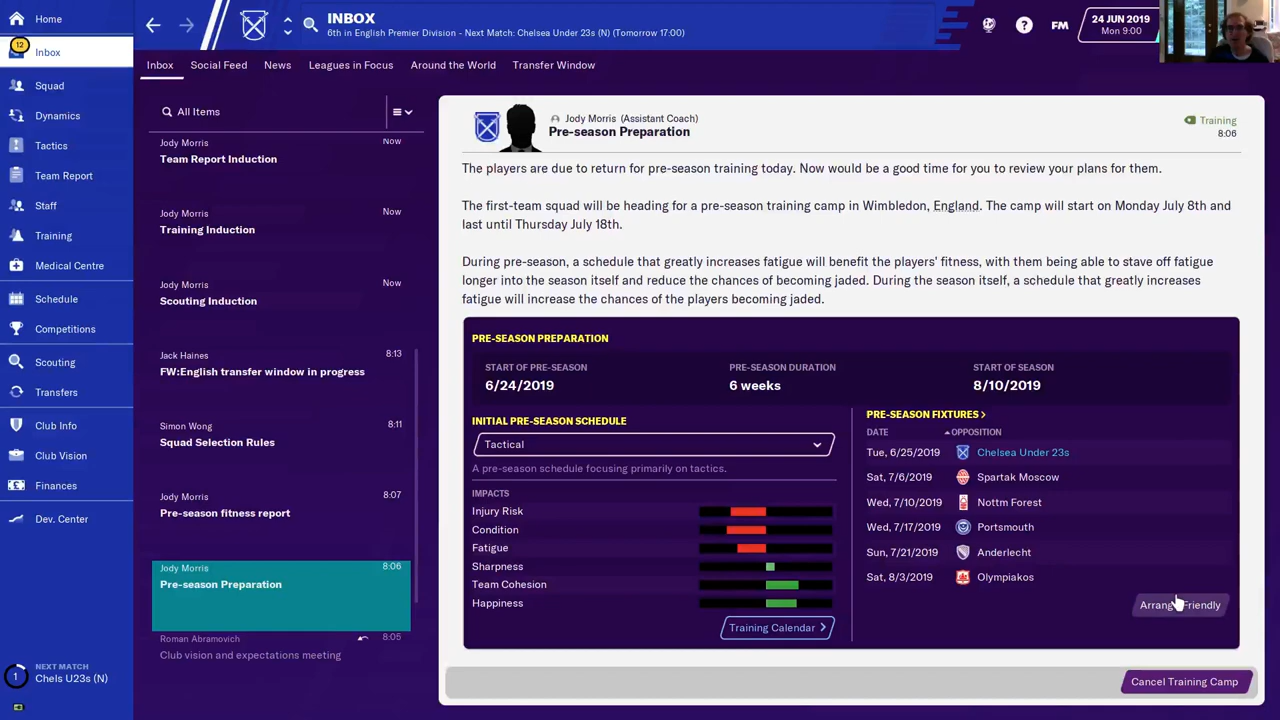 Home
12
Inbox
Squad
Dynamics
Tactics
Team Report
Staff
Training
Medical Centre
Schedule
Competitions
Scouting
Transfers
Club Info
Club Vision
Finances
Dev. Center
NEXT MATCH
1
Chels U23s (N)
INBOX
6th in English Premier Division - Next Match: Chelsea Under 23s (N) (Tomorrow 17:00)
?
FM
24 JUN 2019
Mon 9:00
Inbox Social Feed News Leagues in Focus Around the World Transfer Window
All Items
Jody Morris Now
Team Report Induction
Jody Morris Now
Training Induction
Jody Morris Now
Scouting Induction
Jack Haines 8:13
FW:English transfer window in progress
Simon Wong 8:11
Squad Selection Rules
Jody Morris 8:07
Pre-season fitness report
Jody Morris 8:06
Pre-season Preparation
Roman Abramovich 8:05
Club vision and expectations meeting
Jody Morris (Assistant Coach)
Pre-season Preparation
Training
8:06
The players are due to return for pre-season training today. Now would be a good time for you to review your plans for them.
The first-team squad will be heading for a pre-season training camp in Wimbledon, England. The camp will start on Monday July 8th and
last until Thursday July 18th.
During pre-season, a schedule that greatly increases fatigue will benefit the players' fitness, with them being able to stave off fatigue
longer into the season itself and reduce the chances of becoming jaded. During the season itself, a schedule that greatly increases
fatigue will increase the chances of the players becoming jaded.
PRE-SEASON PREPARATION
START OF PRE-SEASON PRE-SEASON DURATION START OF SEASON
6/24/2019 6 weeks 8/10/2019
INITIAL PRE-SEASON SCHEDULE
Tactical
A pre-season schedule focusing primarily on tactics.
IMPACTS
Injury Risk
Condition
Fatigue
Sharpness
Team Cohesion
Happiness
Training Calendar >
PRE-SEASON FIXTURES >
DATE OPPOSITION
Tue, 6/25/2019 Chelsea Under 23s
Sat, 7/6/2019 Spartak Moscow
Wed, 7/10/2019 Nottm Forest
Wed, 7/17/2019 Portsmouth
Sun, 7/21/2019 Anderlecht
Sat, 8/3/2019 Olympiakos
Arrange Friendly
Cancel Training Camp